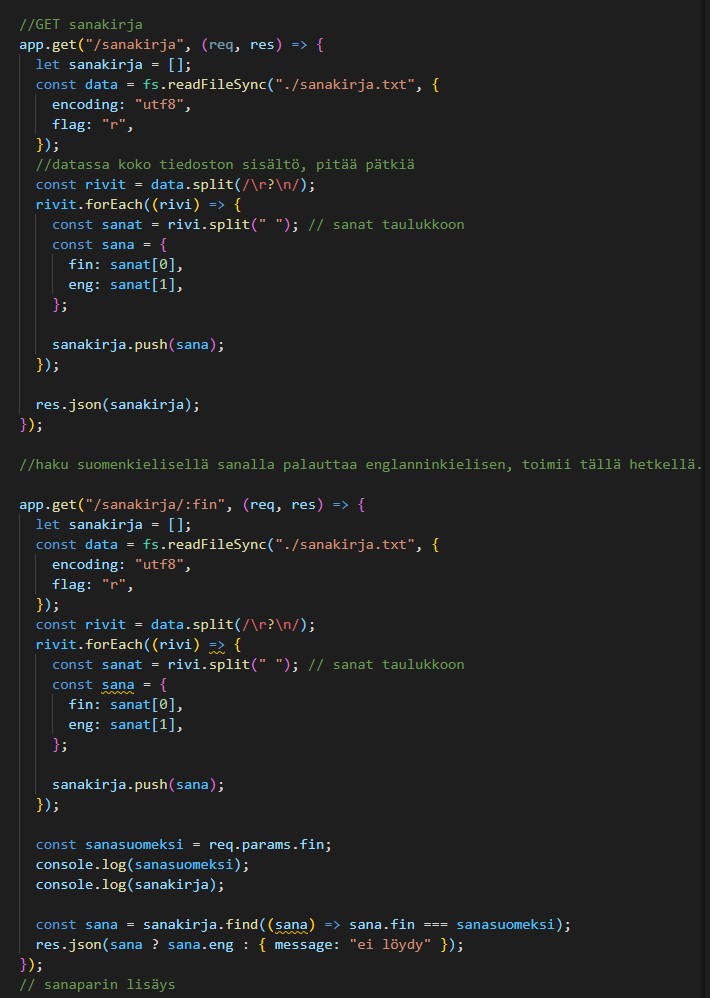 //GET sanakirja
app.get("/sanakirja", (req, res) => {
  let sanakirja = [];
  const data = fs.readFileSync("./sanakirja.txt", {
    encoding: "utf8",
    flag: "r",
  });
  //datassa koko tiedoston sisältö, pitää pätkiä
  const rivit = data.split(/\r?\n/);
  rivit.forEach((rivi) => {
    const sanat = rivi.split(" "); // sanat taulukkoon
    const sana = {
      fin: sanat[0],
      eng: sanat[1],
    };

    sanakirja.push(sana);
  });

  res.json(sanakirja);
});

//haku suomenkielisellä sanalla palauttaa englanninkielisen, toimii tällä hetkellä.

app.get("/sanakirja/:fin", (req, res) => {
  let sanakirja = [];
  const data = fs.readFileSync("./sanakirja.txt", {
    encoding: "utf8",
    flag: "r",
  });
  const rivit = data.split(/\r?\n/);
  rivit.forEach((rivi) => {
    const sanat = rivi.split(" "); // sanat taulukkoon
    const sana = {
      fin: sanat[0],
      eng: sanat[1],
    };

    sanakirja.push(sana);
  });

  const sanasuomeksi = req.params.fin;
  console.log(sanasuomeksi);
  console.log(sanakirja);

  const sana = sanakirja.find((sana) => sana.fin === sanasuomeksi);
  res.json(sana ? sana.eng : { message: "ei löydy" });
});
// sanaparin lisäys